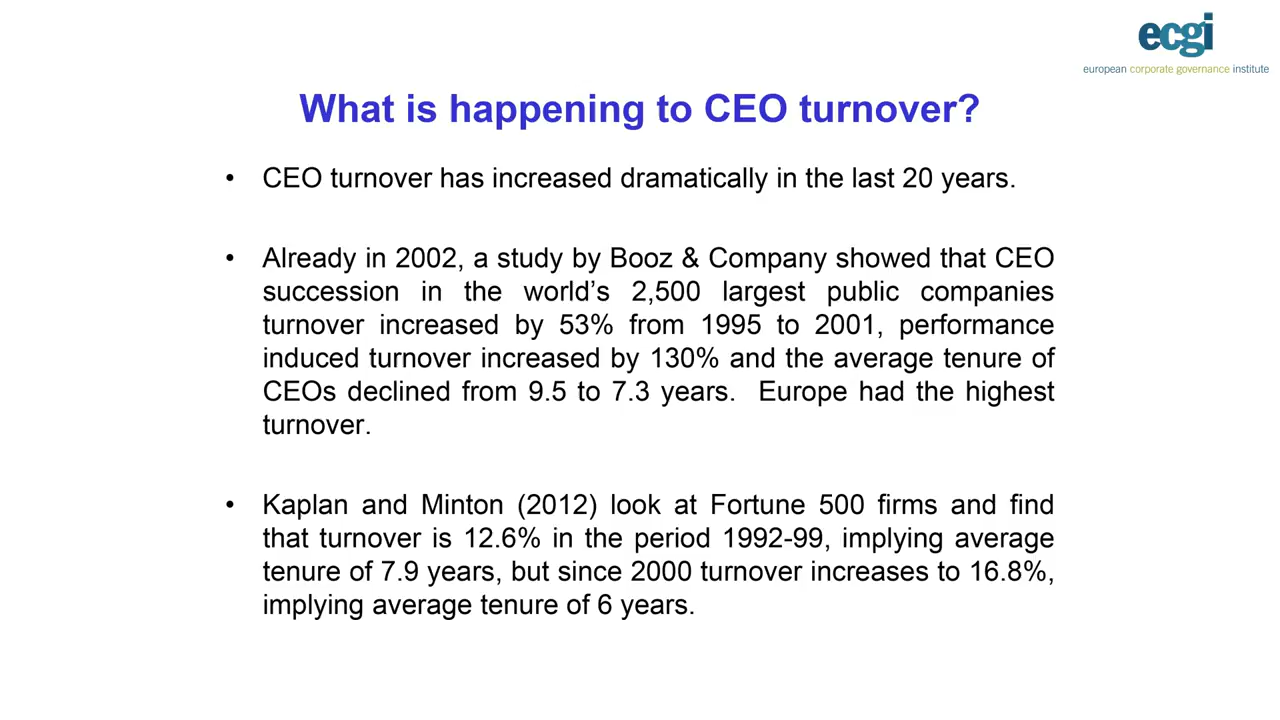 ecgi
european corporate governance institute
What is happening to CEO turnover?
• CEO turnover has increased dramatically in the last 20 years.
• Already in 2002, a study by Booz & Company showed that CEO
succession in the world’s 2,500 largest public companies
turnover increased by 53% from 1995 to 2001, performance
induced turnover increased by 130% and the average tenure of
CEOs declined from 9.5 to 7.3 years.  Europe had the highest
turnover.
• Kaplan and Minton (2012) look at Fortune 500 firms and find
that turnover is 12.6% in the period 1992-99, implying average
tenure of 7.9 years, but since 2000 turnover increases to 16.8%,
implying average tenure of 6 years.